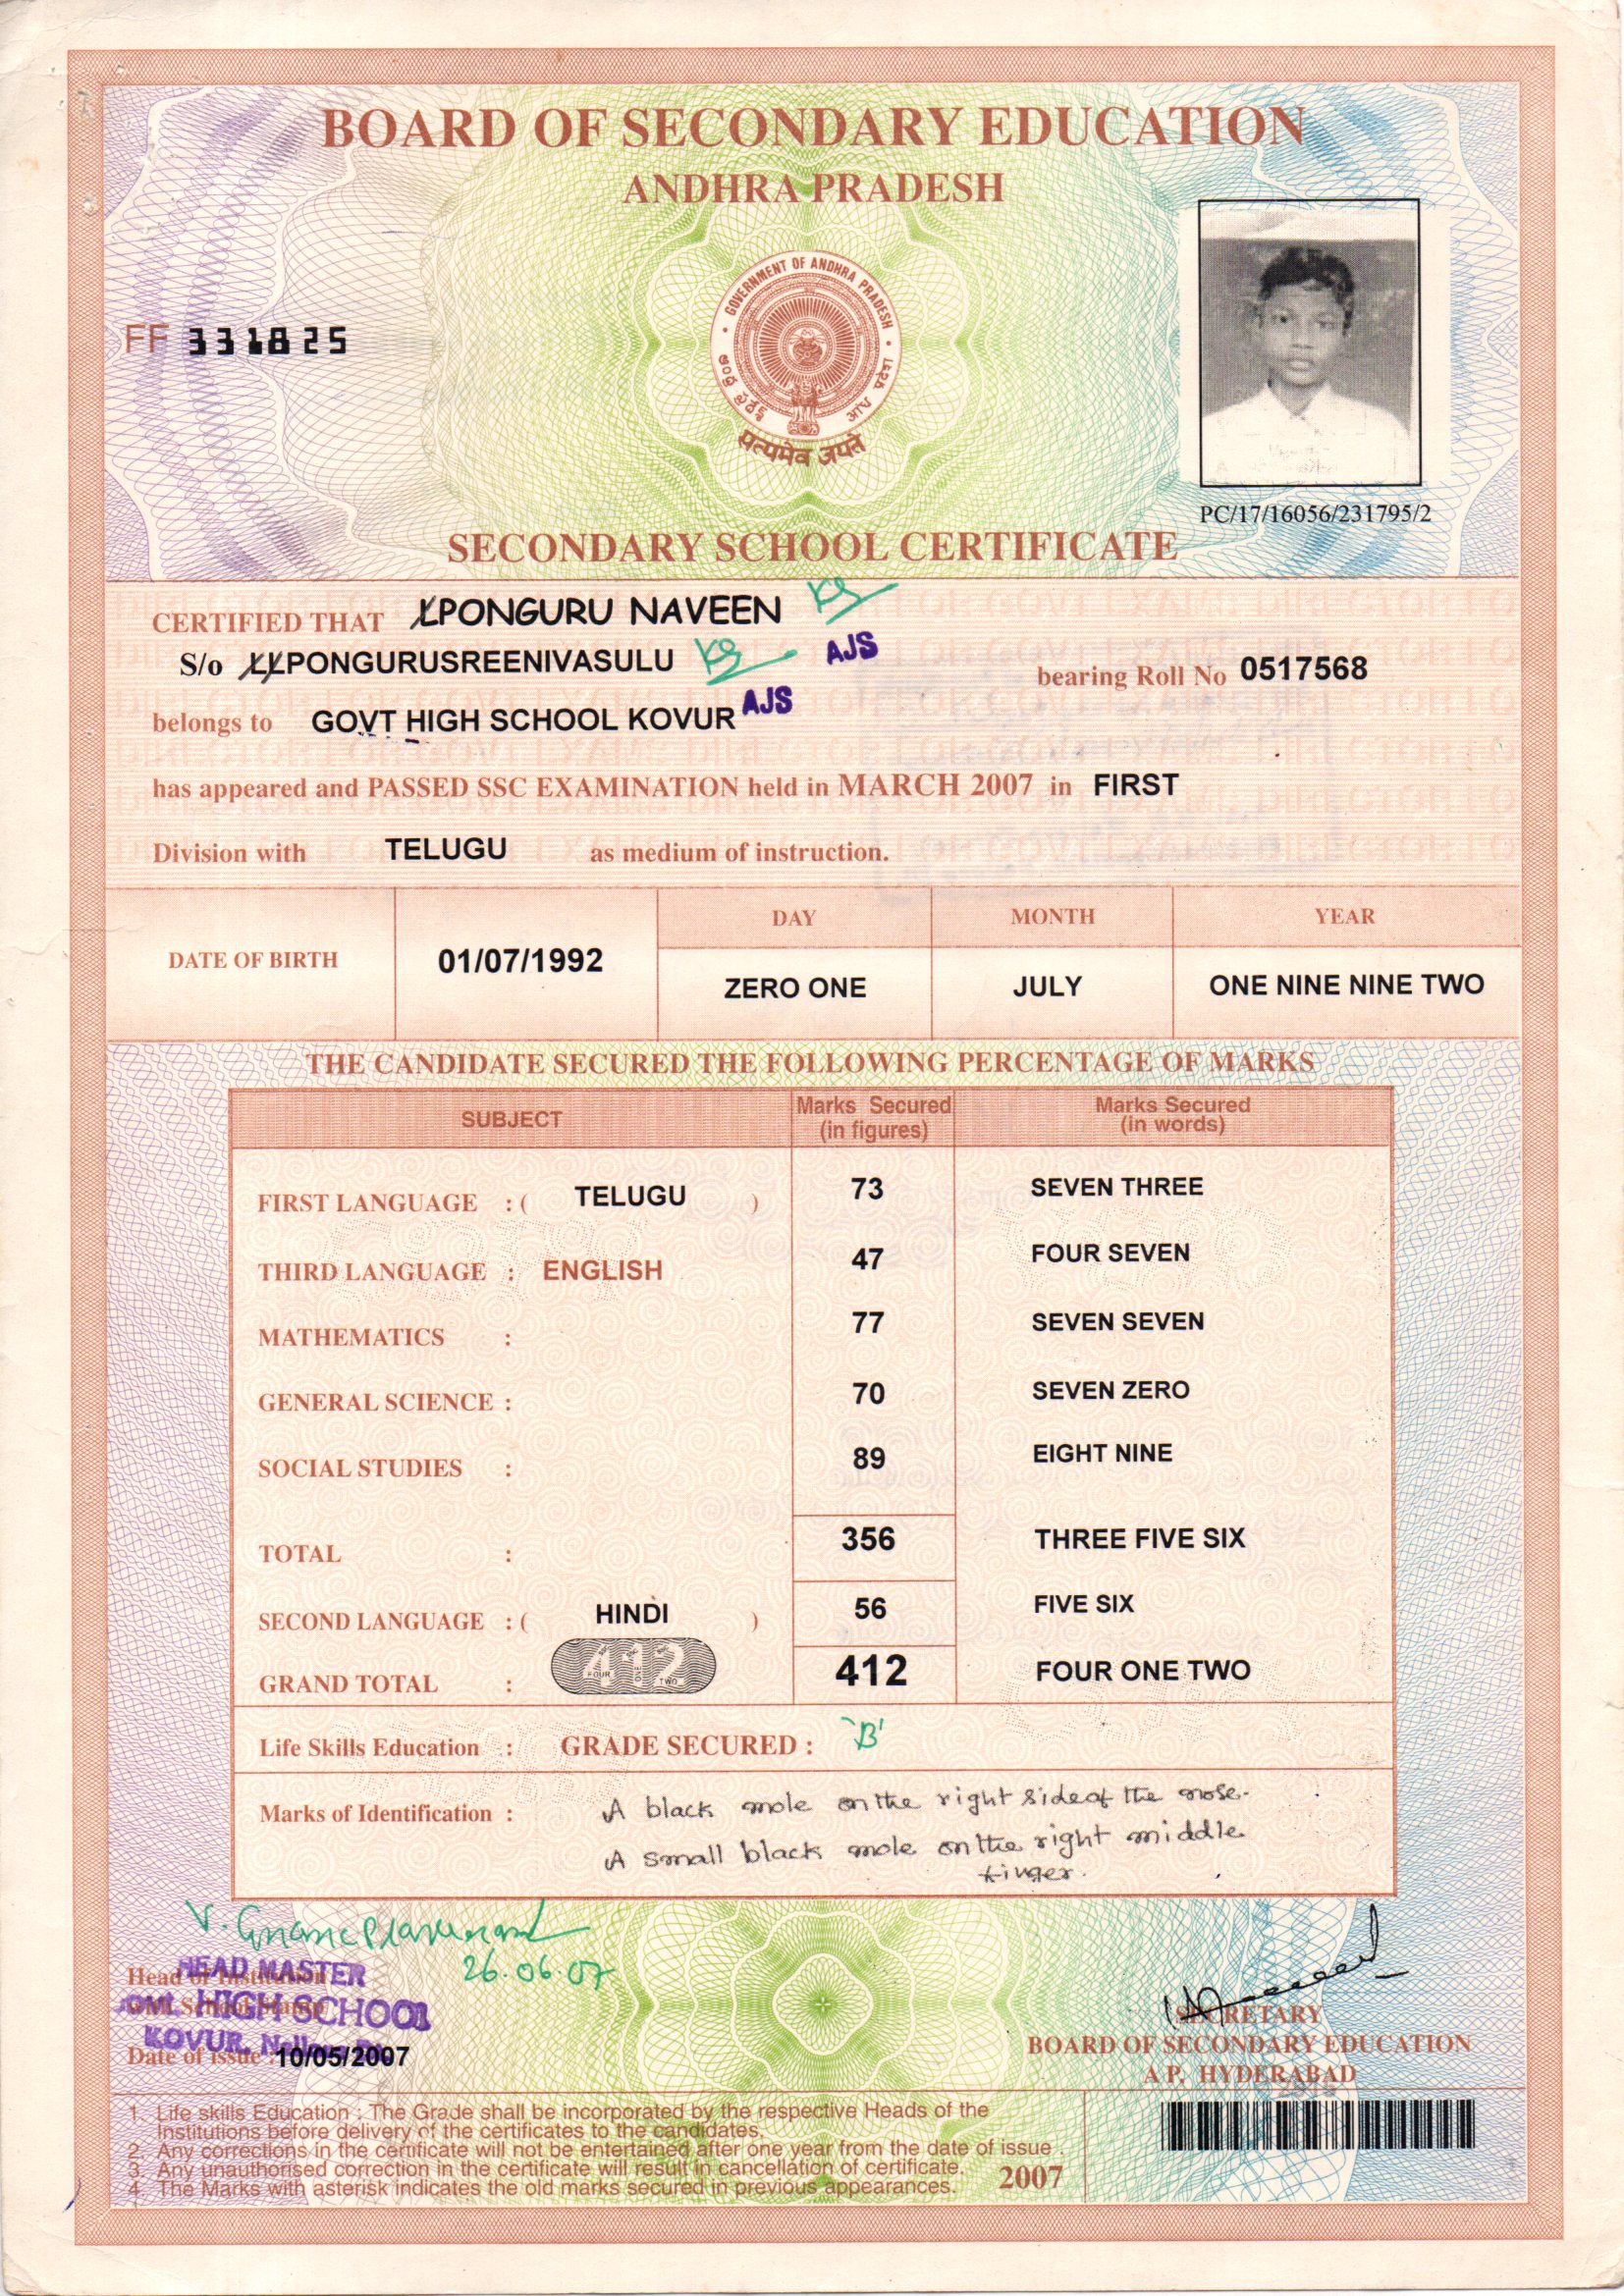 BOARD OF SECONDARY EDUCATION
ANDHRA PRADESH
GOVERNMENT OF ANDHRA PRADESH
ఆంధ్ర ప్రదేశ్
सत्यमेव जयते
FF 331825
PC/17/16056/231795/2
SECONDARY SCHOOL CERTIFICATE
CERTIFIED THAT PONGURU NAVEEN
AJS
S/o PONGURUSREENIVASULU bearing Roll No 0517568
AJS
belongs to GOVT HIGH SCHOOL KOVUR
has appeared and PASSED SSC EXAMINATION held in MARCH 2007 in FIRST
Division with TELUGU as medium of instruction.
DATE OF BIRTH 01/07/1992 DAY MONTH YEAR
ZERO ONE JULY ONE NINE NINE TWO
THE CANDIDATE SECURED THE FOLLOWING PERCENTAGE OF MARKS
SUBJECT Marks Secured (in figures) Marks Secured (in words)
FIRST LANGUAGE : ( TELUGU ) 73 SEVEN THREE
THIRD LANGUAGE : ENGLISH 47 FOUR SEVEN
MATHEMATICS : 77 SEVEN SEVEN
GENERAL SCIENCE : 70 SEVEN ZERO
SOCIAL STUDIES : 89 EIGHT NINE
TOTAL : 356 THREE FIVE SIX
SECOND LANGUAGE : ( HINDI ) 56 FIVE SIX
GRAND TOTAL : 412 412 FOUR ONE TWO
FOUR ONE TWO
Life Skills Education : GRADE SECURED : 'B'
Marks of Identification : A black mole on the right side of the nose.
A small black mole on the right middle
finger.
26.06.07
HEAD MASTER
Head of Institution
HIGH SCHOOL
with School Stamp
KOVUR,
Date of issue : 10/05/2007
SECRETARY
BOARD OF SECONDARY EDUCATION
A P, HYDERABAD
1. Life skills Education : The Grade shall be incorporated by the respective Heads of the
Institutions before delivery of the certificates to the candidates.
2. Any corrections in the certificate will not be entertained after one year from the date of issue .
3. Any unauthorised correction in the certificate will result in cancellation of certificate.
4. The Marks with asterisk indicates the old marks secured in previous appearances.
2007